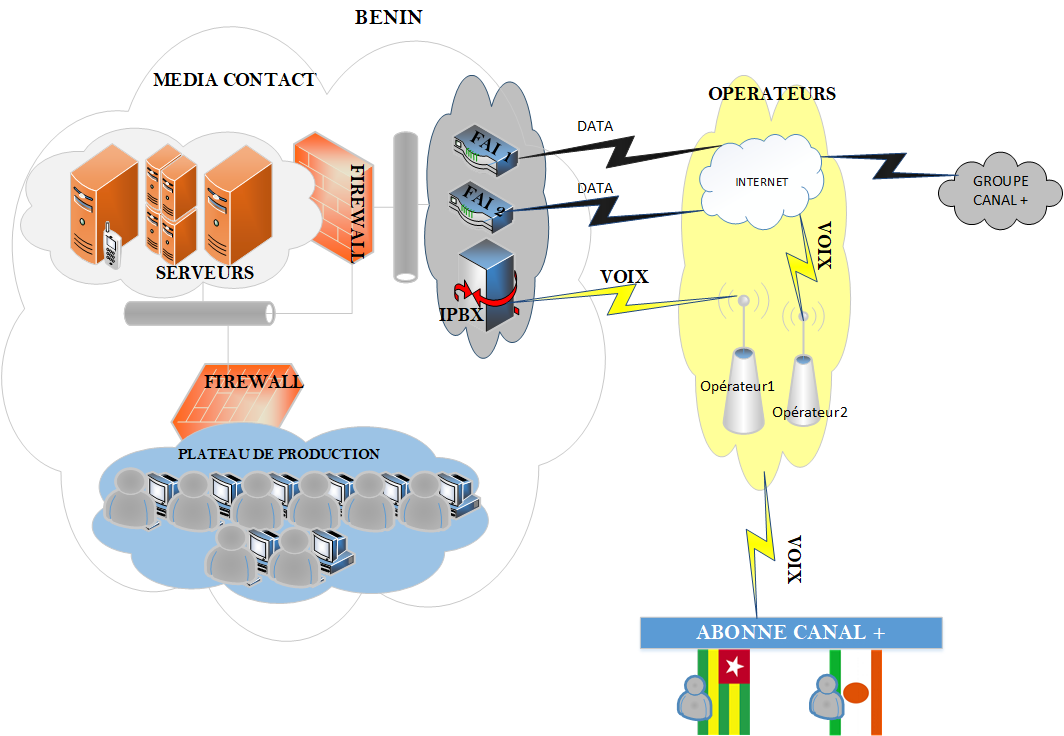 BENIN
MEDIA CONTACT
OPERATEURS
DATA
FAI 1
FIREWALL
INTERNET
GROUPE
CANAL +
DATA
FAI 2
VOIX
SERVEURS
VOIX
IPBX
FIREWALL
Opérateur1
Opérateur2
PLATEAU DE PRODUCTION
VOIX
ABONNE CANAL +